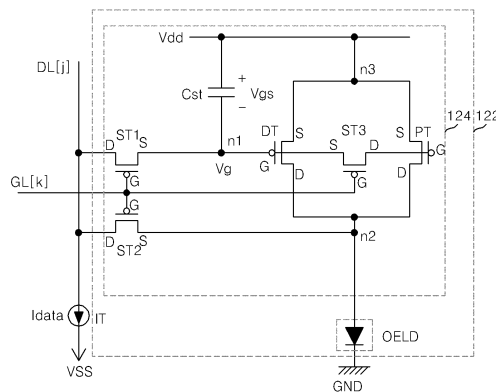 Vdd
DL[j]
n3
Cst
+
Vgs
−
ST1
n1
DT
S
ST3
S
PT
124
122
D
S
Vg
G
S
D
G
G
G
D
D
GL[k]
G
G
D
ST2
S
n2
Idata
IT
OELD
VSS
GND